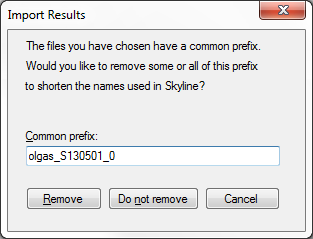 Import Results
The files you have chosen have a common prefix.
Would you like to remove some or all of this prefix
to shorten the names used in Skyline?
Common prefix:
olgas_S130501_0
Remove
Do not remove
Cancel